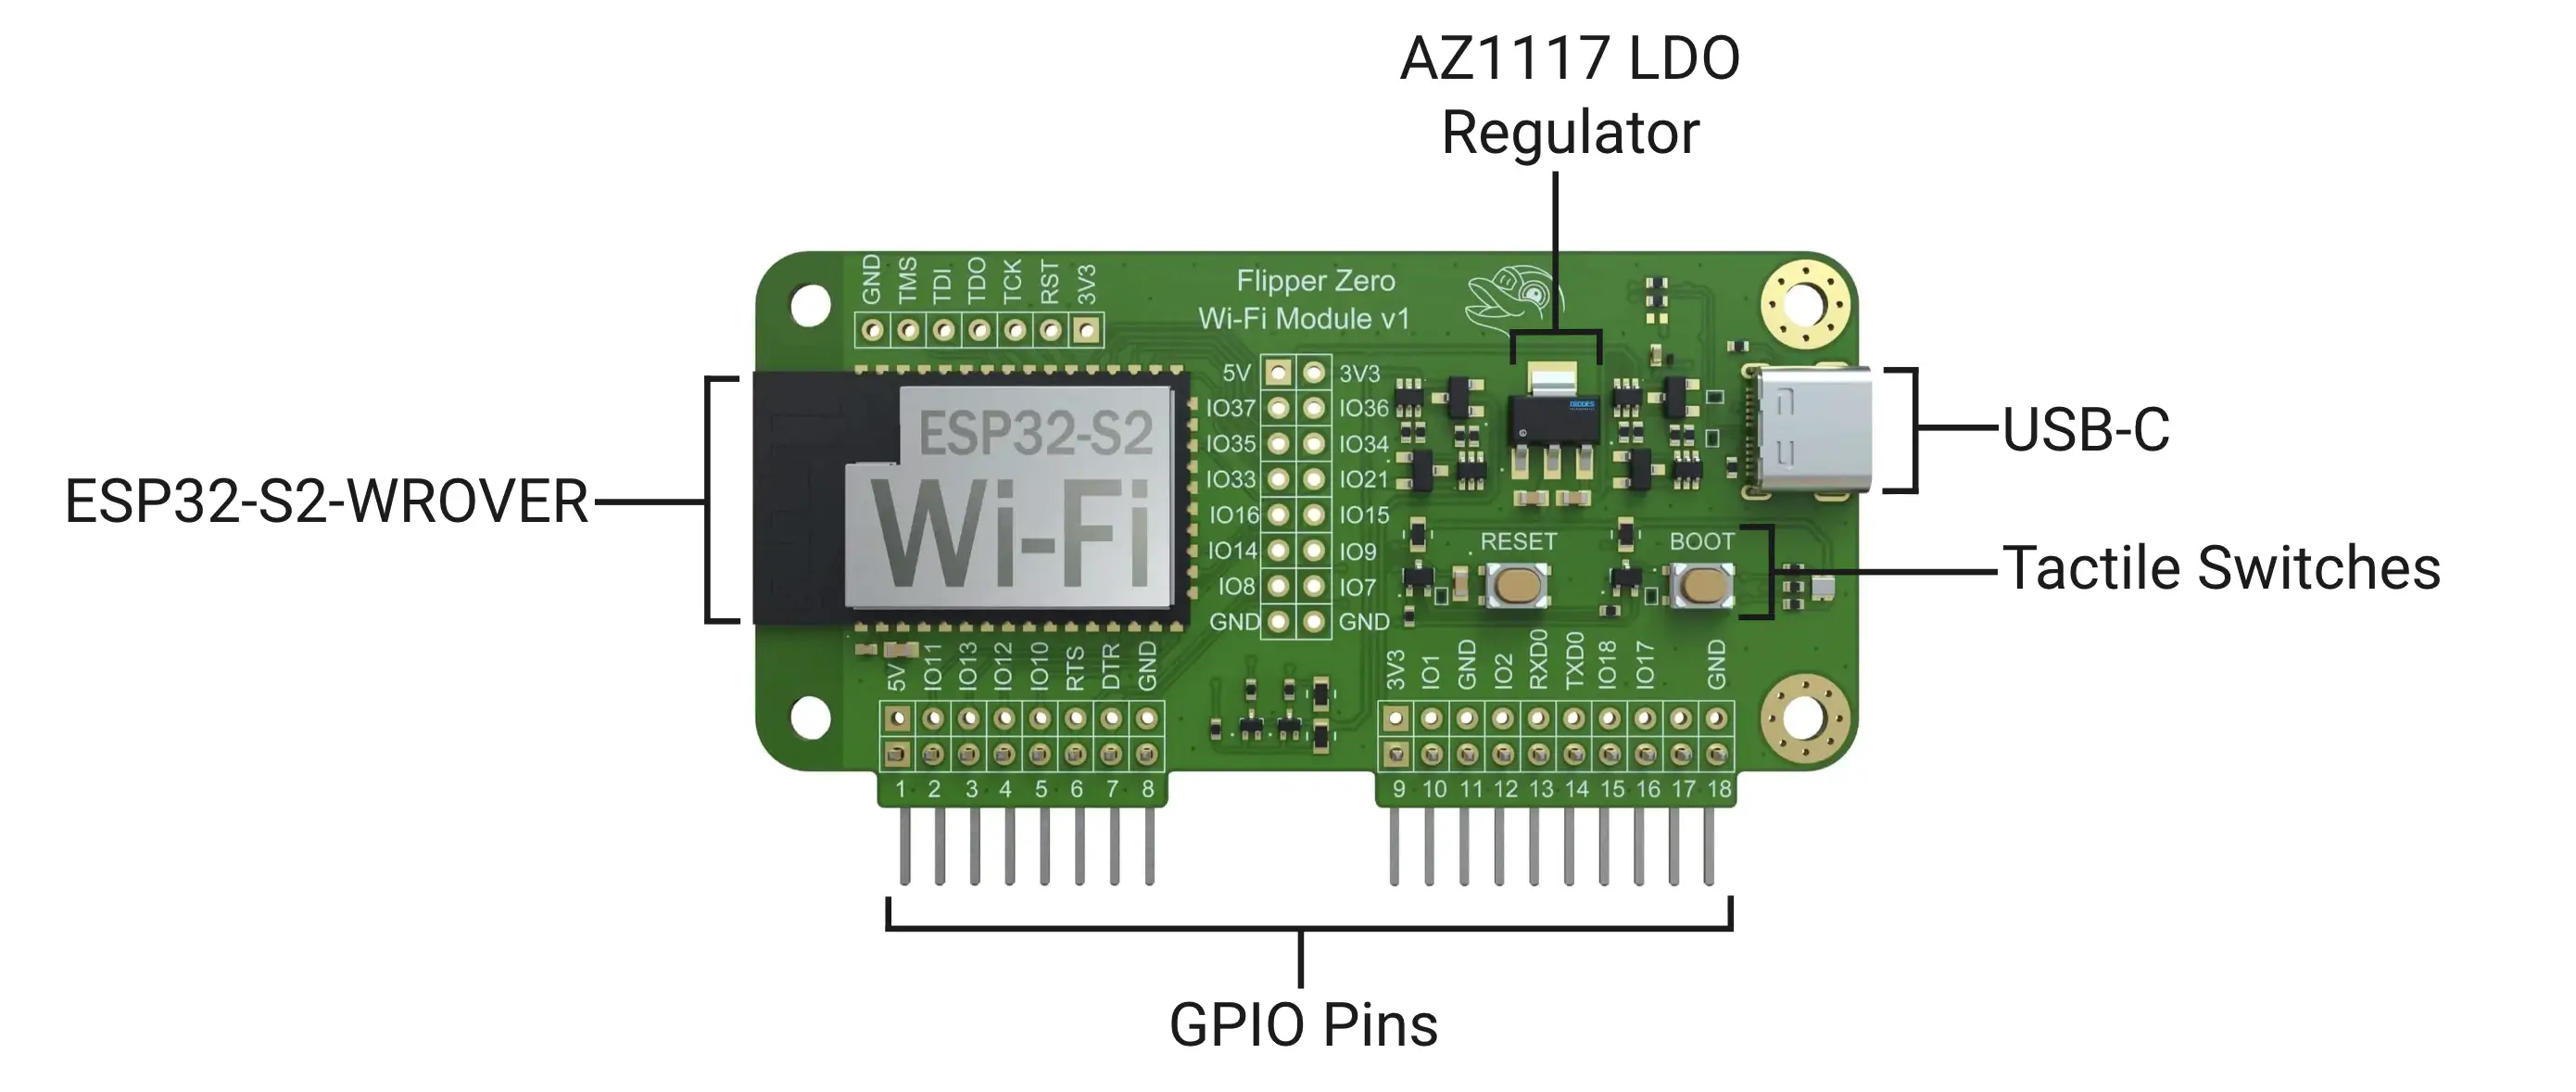 AZ1117 LDO
Regulator
GND TMS TDI TDO TCK RST 3V3
Flipper Zero
Wi-Fi Module v1
5V 3V3
IO37 IO36
IO35 IO34
IO33 IO21
IO16 IO15
IO14 IO9
IO8 IO7
GND GND
ESP32-S2
Wi-Fi
ESP32-S2-WROVER
DIODES
USB-C
RESET BOOT
Tactile Switches
5V IO11 IO13 IO12 IO10 RTS DTR GND
3V3 IO1 GND IO2 RXD0 TXD0 IO18 IO17 GND
1 2 3 4 5 6 7 8
9 10 11 12 13 14 15 16 17 18
GPIO Pins